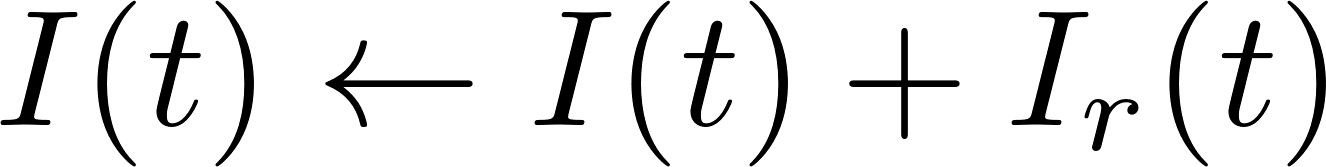 I(t) ← I(t) + I_r(t)